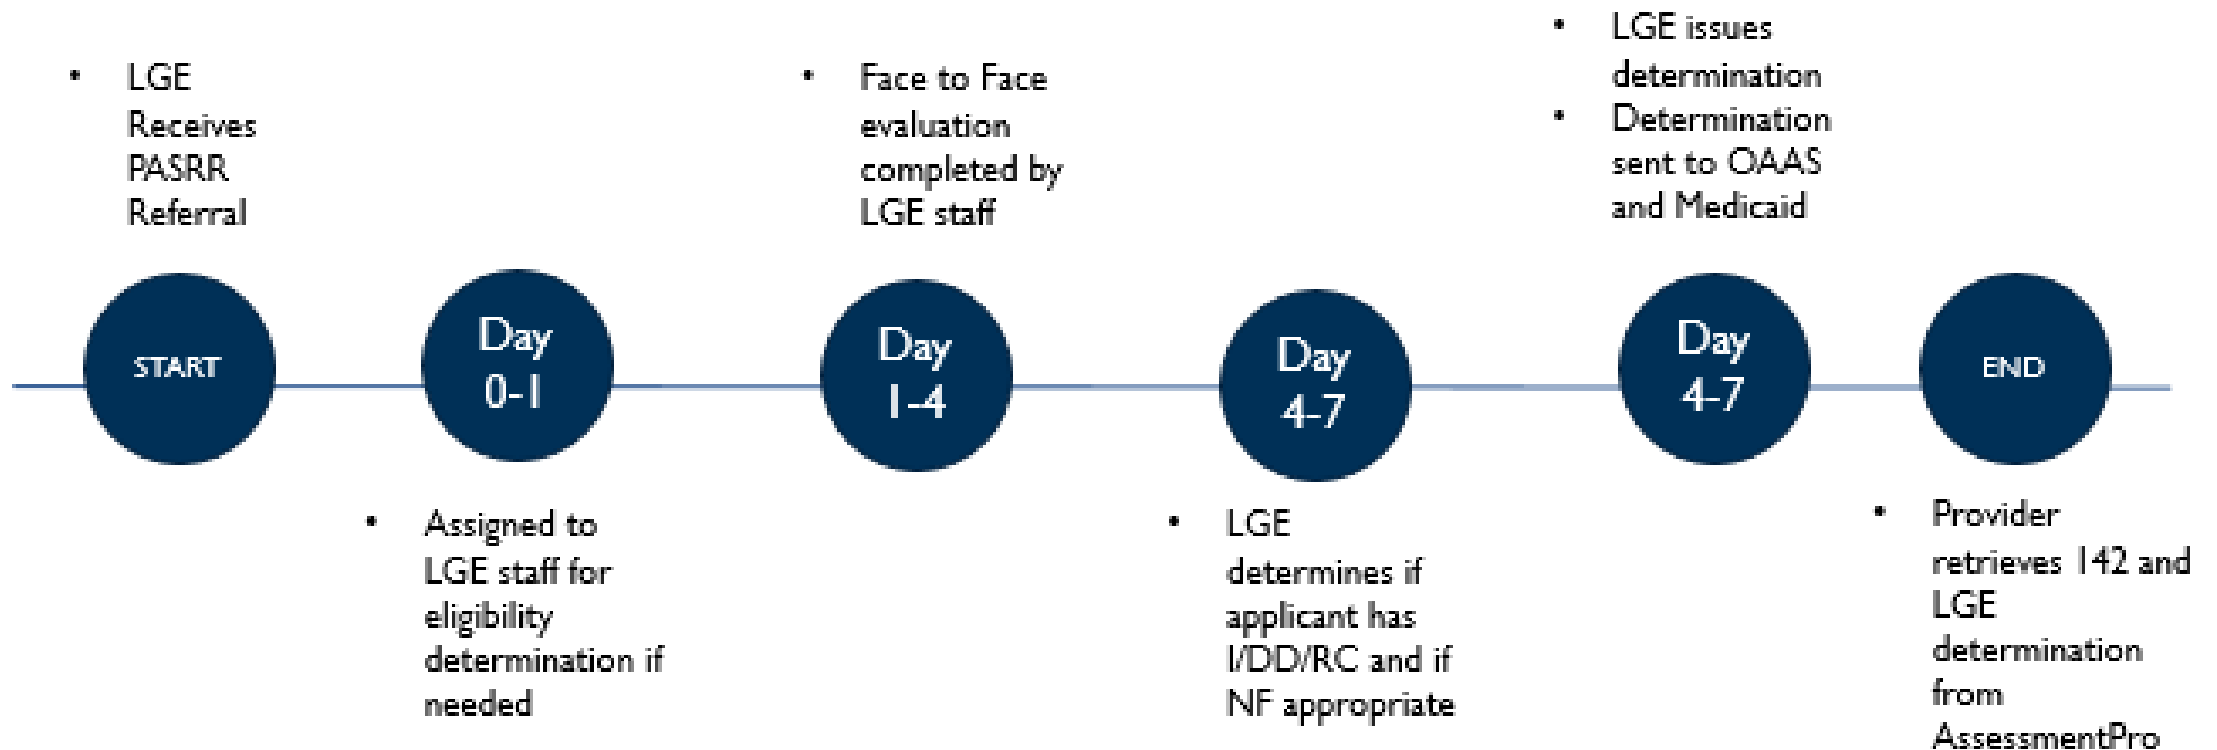 • LGE
Receives
PASRR
Referral
START
Day
0-1
• Assigned to
LGE staff for
eligibility
determination if
needed
• Face to Face
evaluation
completed by
LGE staff
Day
1-4
Day
4-7
• LGE
determines if
applicant has
I/DD/RC and if
NF appropriate
• LGE issues
determination
• Determination
sent to OAAS
and Medicaid
Day
4-7
END
• Provider
retrieves 142 and
LGE
determination
from
AssessmentPro